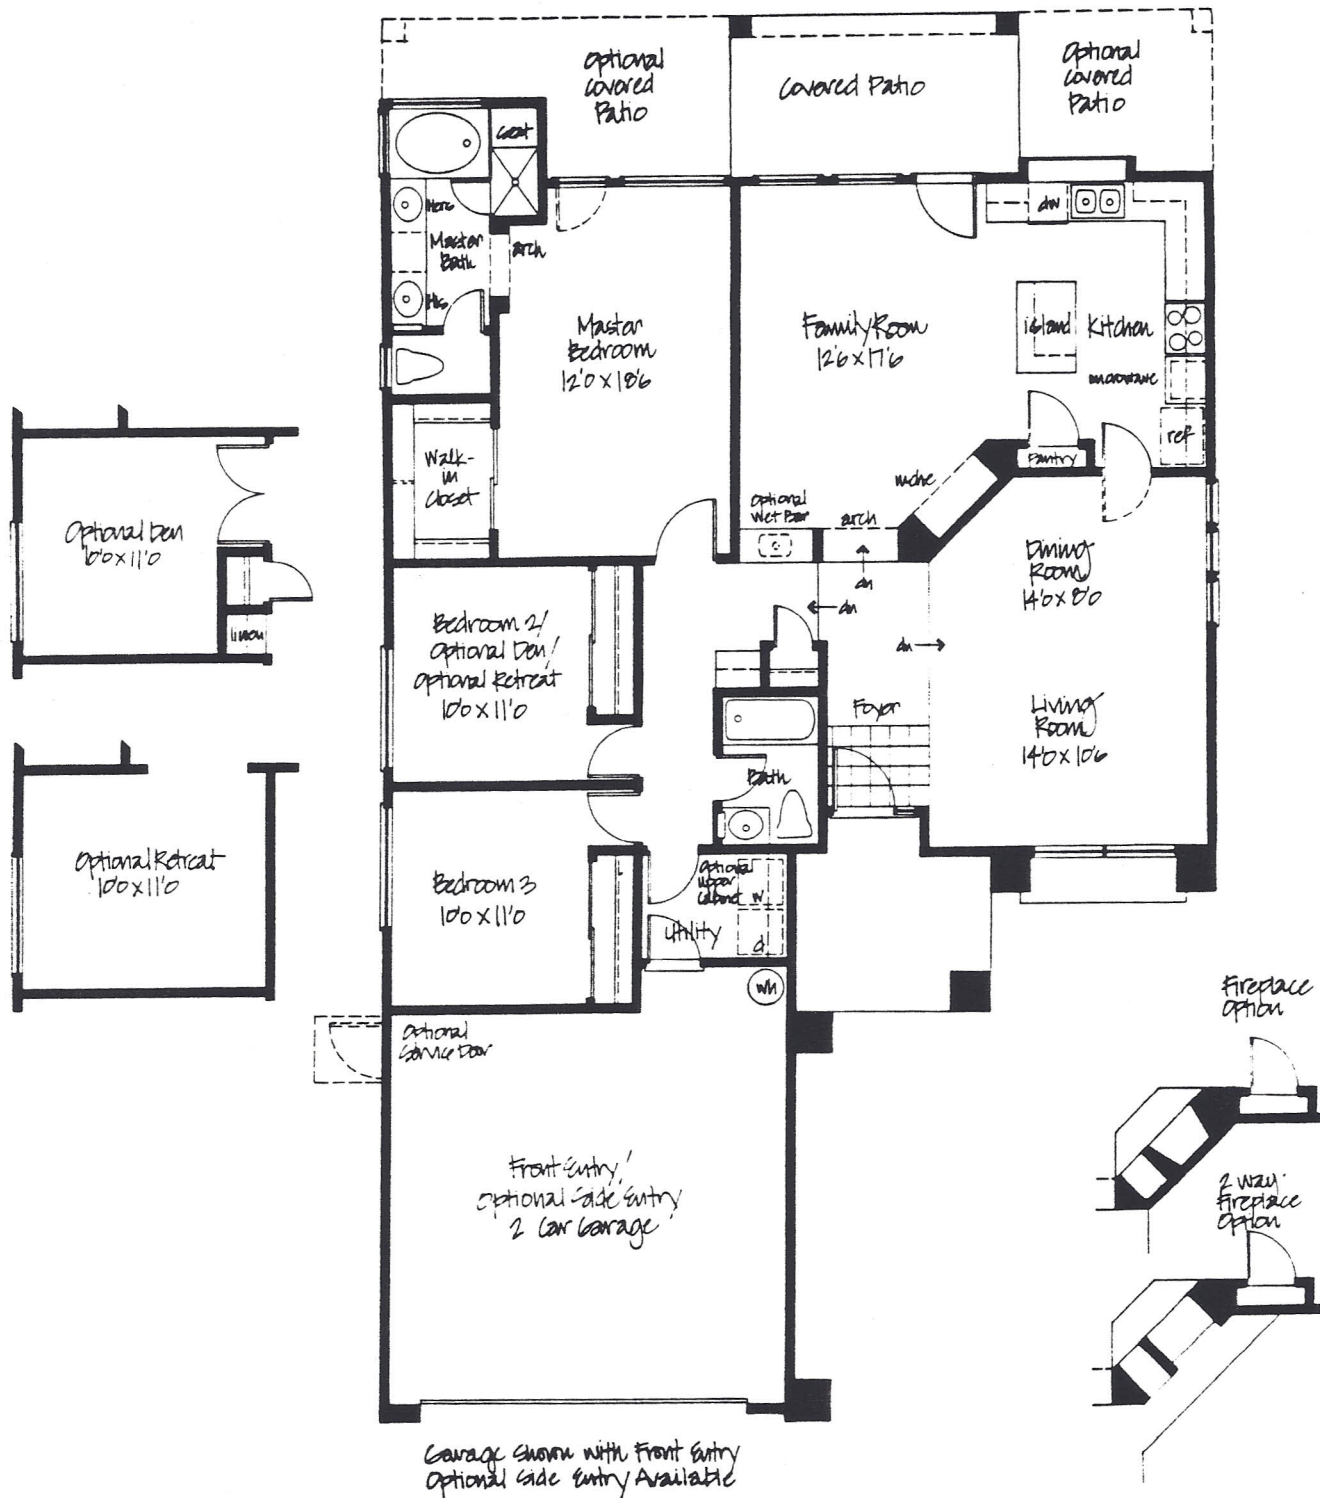 Optional
Covered
Patio
Covered Patio
Optional
Covered
Patio
Seat
Hers
Master
Bath
His
arch
Master
Bedroom
12'0 x 18'6
Family Room
12'6 x 17'6
dw
island
Kitchen
microwave
ref
Pantry
niche
Walk-
in
Closet
Optional
Wet Bar
arch
dn
dn
dn
Dining
Room
14'0 x 8'0
Optional Den
10'0 x 11'0
linen
Bedroom 2/
Optional Den/
Optional Retreat
10'0 x 11'0
Foyer
Living
Room
14'0 x 10'6
Bath
Optional Retreat
10'0 x 11'0
Bedroom 3
10'0 x 11'0
Optional
Upper
Cabinet
w
d
Utility
wh
Optional
Service Door
Front Entry/
Optional Side Entry
2 Car Garage
Fireplace
Option
2 way
Fireplace
Option
Garage Shown with Front Entry
Optional Side Entry Available